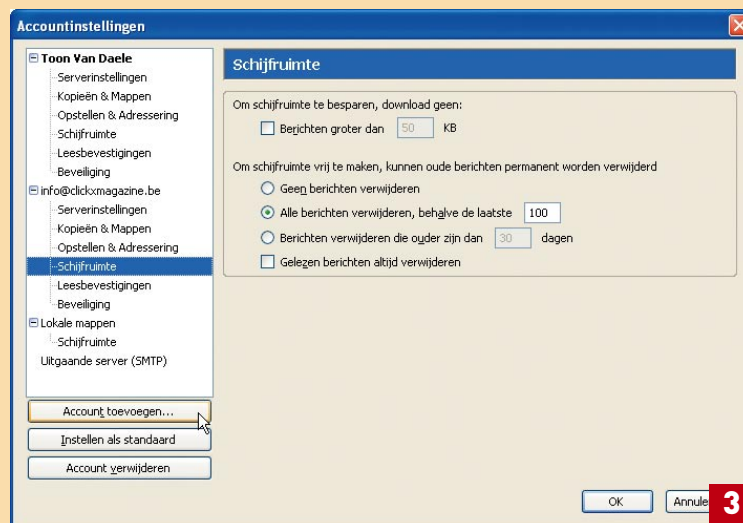 Accountinstellingen
Toon Van Daele
Serverinstellingen
Kopieën & Mappen
Opstellen & Adressering
Schijfruimte
Leesbevestigingen
Beveiliging
info@clickxmagazine.be
Serverinstellingen
Kopieën & Mappen
Opstellen & Adressering
Schijfruimte
Leesbevestigingen
Beveiliging
Lokale mappen
Schijfruimte
Uitgaande server (SMTP)
Account toevoegen...
Instellen als standaard
Account verwijderen
Schijfruimte
Om schijfruimte te besparen, download geen:
Berichten groter dan 50 KB
Om schijfruimte vrij te maken, kunnen oude berichten permanent worden verwijderd
Geen berichten verwijderen
Alle berichten verwijderen, behalve de laatste 100
Berichten verwijderen die ouder zijn dan 30 dagen
Gelezen berichten altijd verwijderen
OK
Annule
3